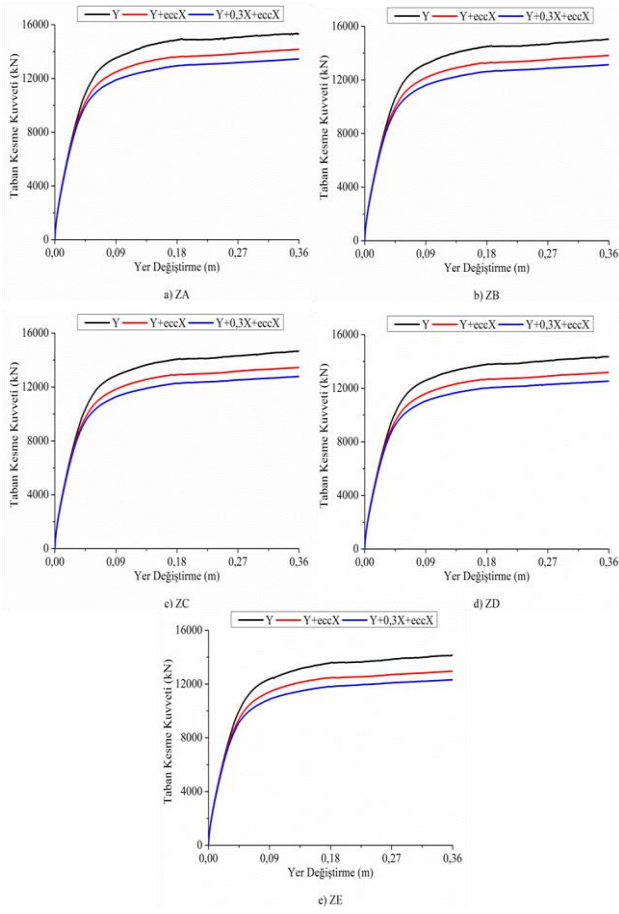 Y Y+eccX Y+0,3X+eccX
Taban Kesme Kuvveti (kN)
16000
12000
8000
4000
0
0,00 0,09 0,18 0,27 0,36
Yer Değiştirme (m)
a) ZA
Y Y+eccX Y+0,3X+eccX
Taban Kesme Kuvveti (kN)
16000
12000
8000
4000
0
0,00 0,09 0,18 0,27 0,36
Yer Değiştirme (m)
b) ZB
Y Y+eccX Y+0,3X+eccX
Taban Kesme Kuvveti (kN)
16000
12000
8000
4000
0
0,00 0,09 0,18 0,27 0,36
Yer Değiştirme (m)
c) ZC
Y Y+eccX Y+0,3X+eccX
Taban Kesme Kuvveti (kN)
16000
12000
8000
4000
0
0,00 0,09 0,18 0,27 0,36
Yer Değiştirme (m)
d) ZD
Y Y+eccX Y+0,3X+eccX
Taban Kesme Kuvveti (kN)
16000
12000
8000
4000
0
0,00 0,09 0,18 0,27 0,36
Yer Değiştirme (m)
e) ZE